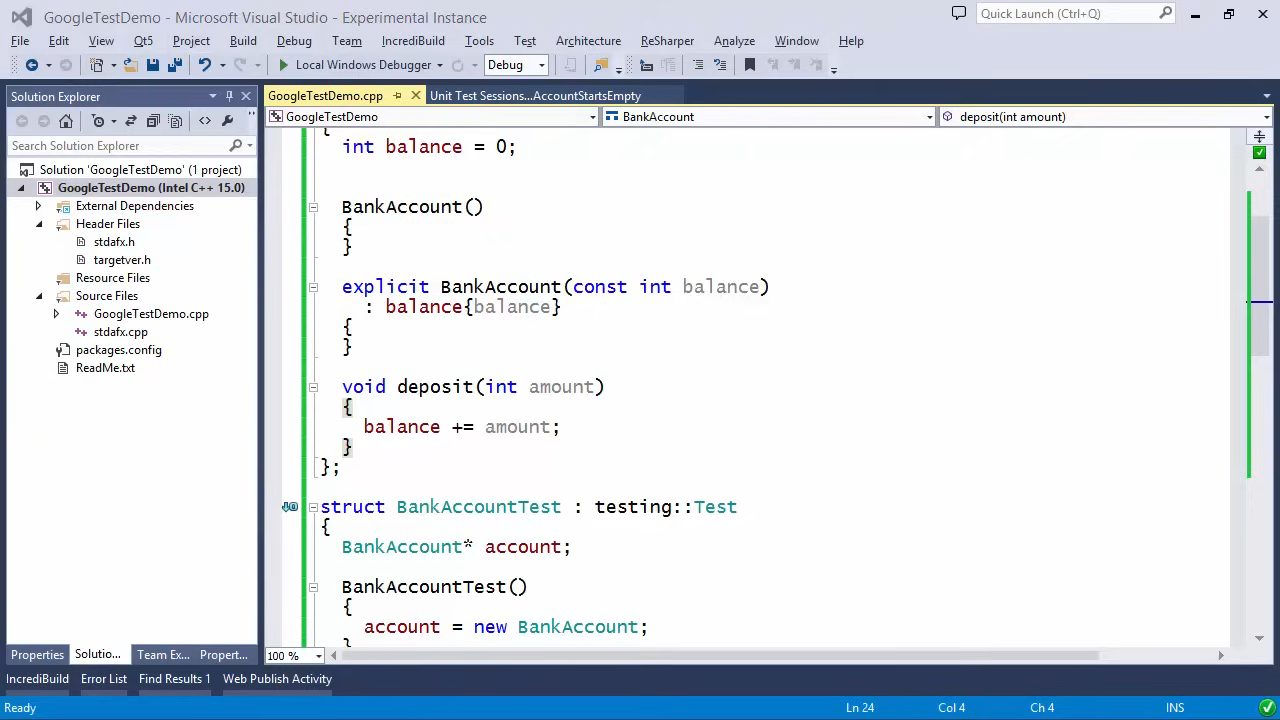 GoogleTestDemo - Microsoft Visual Studio - Experimental Instance
Quick Launch (Ctrl+Q)
File Edit View Qt5 Project Build Debug Team IncrediBuild Tools Test Architecture ReSharper Analyze Window Help
Local Windows Debugger Debug
Solution Explorer
GoogleTestDemo.cpp Unit Test Sessions...AccountStartsEmpty
GoogleTestDemo BankAccount deposit(int amount)
Search Solution Explorer
Solution 'GoogleTestDemo' (1 project)
GoogleTestDemo (Intel C++ 15.0)
External Dependencies
Header Files
stdafx.h
targetver.h
Resource Files
Source Files
GoogleTestDemo.cpp
stdafx.cpp
packages.config
ReadMe.txt
{
int balance = 0;
BankAccount()
{
}
explicit BankAccount(const int balance)
: balance{balance}
{
}
void deposit(int amount)
{
balance += amount;
}
};
struct BankAccountTest : testing::Test
{
BankAccount* account;
BankAccountTest()
{
account = new BankAccount;
}
Properties Solutio... Team Ex... Propert...
100 %
IncrediBuild Error List Find Results 1 Web Publish Activity
Ready Ln 24 Col 4 Ch 4 INS